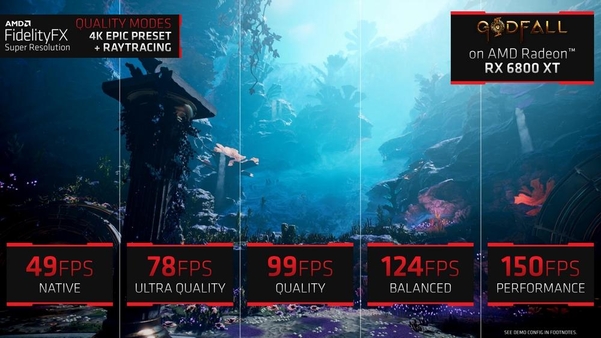 AMD
FidelityFX
Super Resolution
QUALITY MODES
4K EPIC PRESET
+ RAYTRACING
GODFALL
on AMD Radeon™
RX 6800 XT
49FPS
NATIVE
78FPS
ULTRA QUALITY
99FPS
QUALITY
124FPS
BALANCED
150FPS
PERFORMANCE
SEE DEMO CONFIG IN FOOTNOTES.